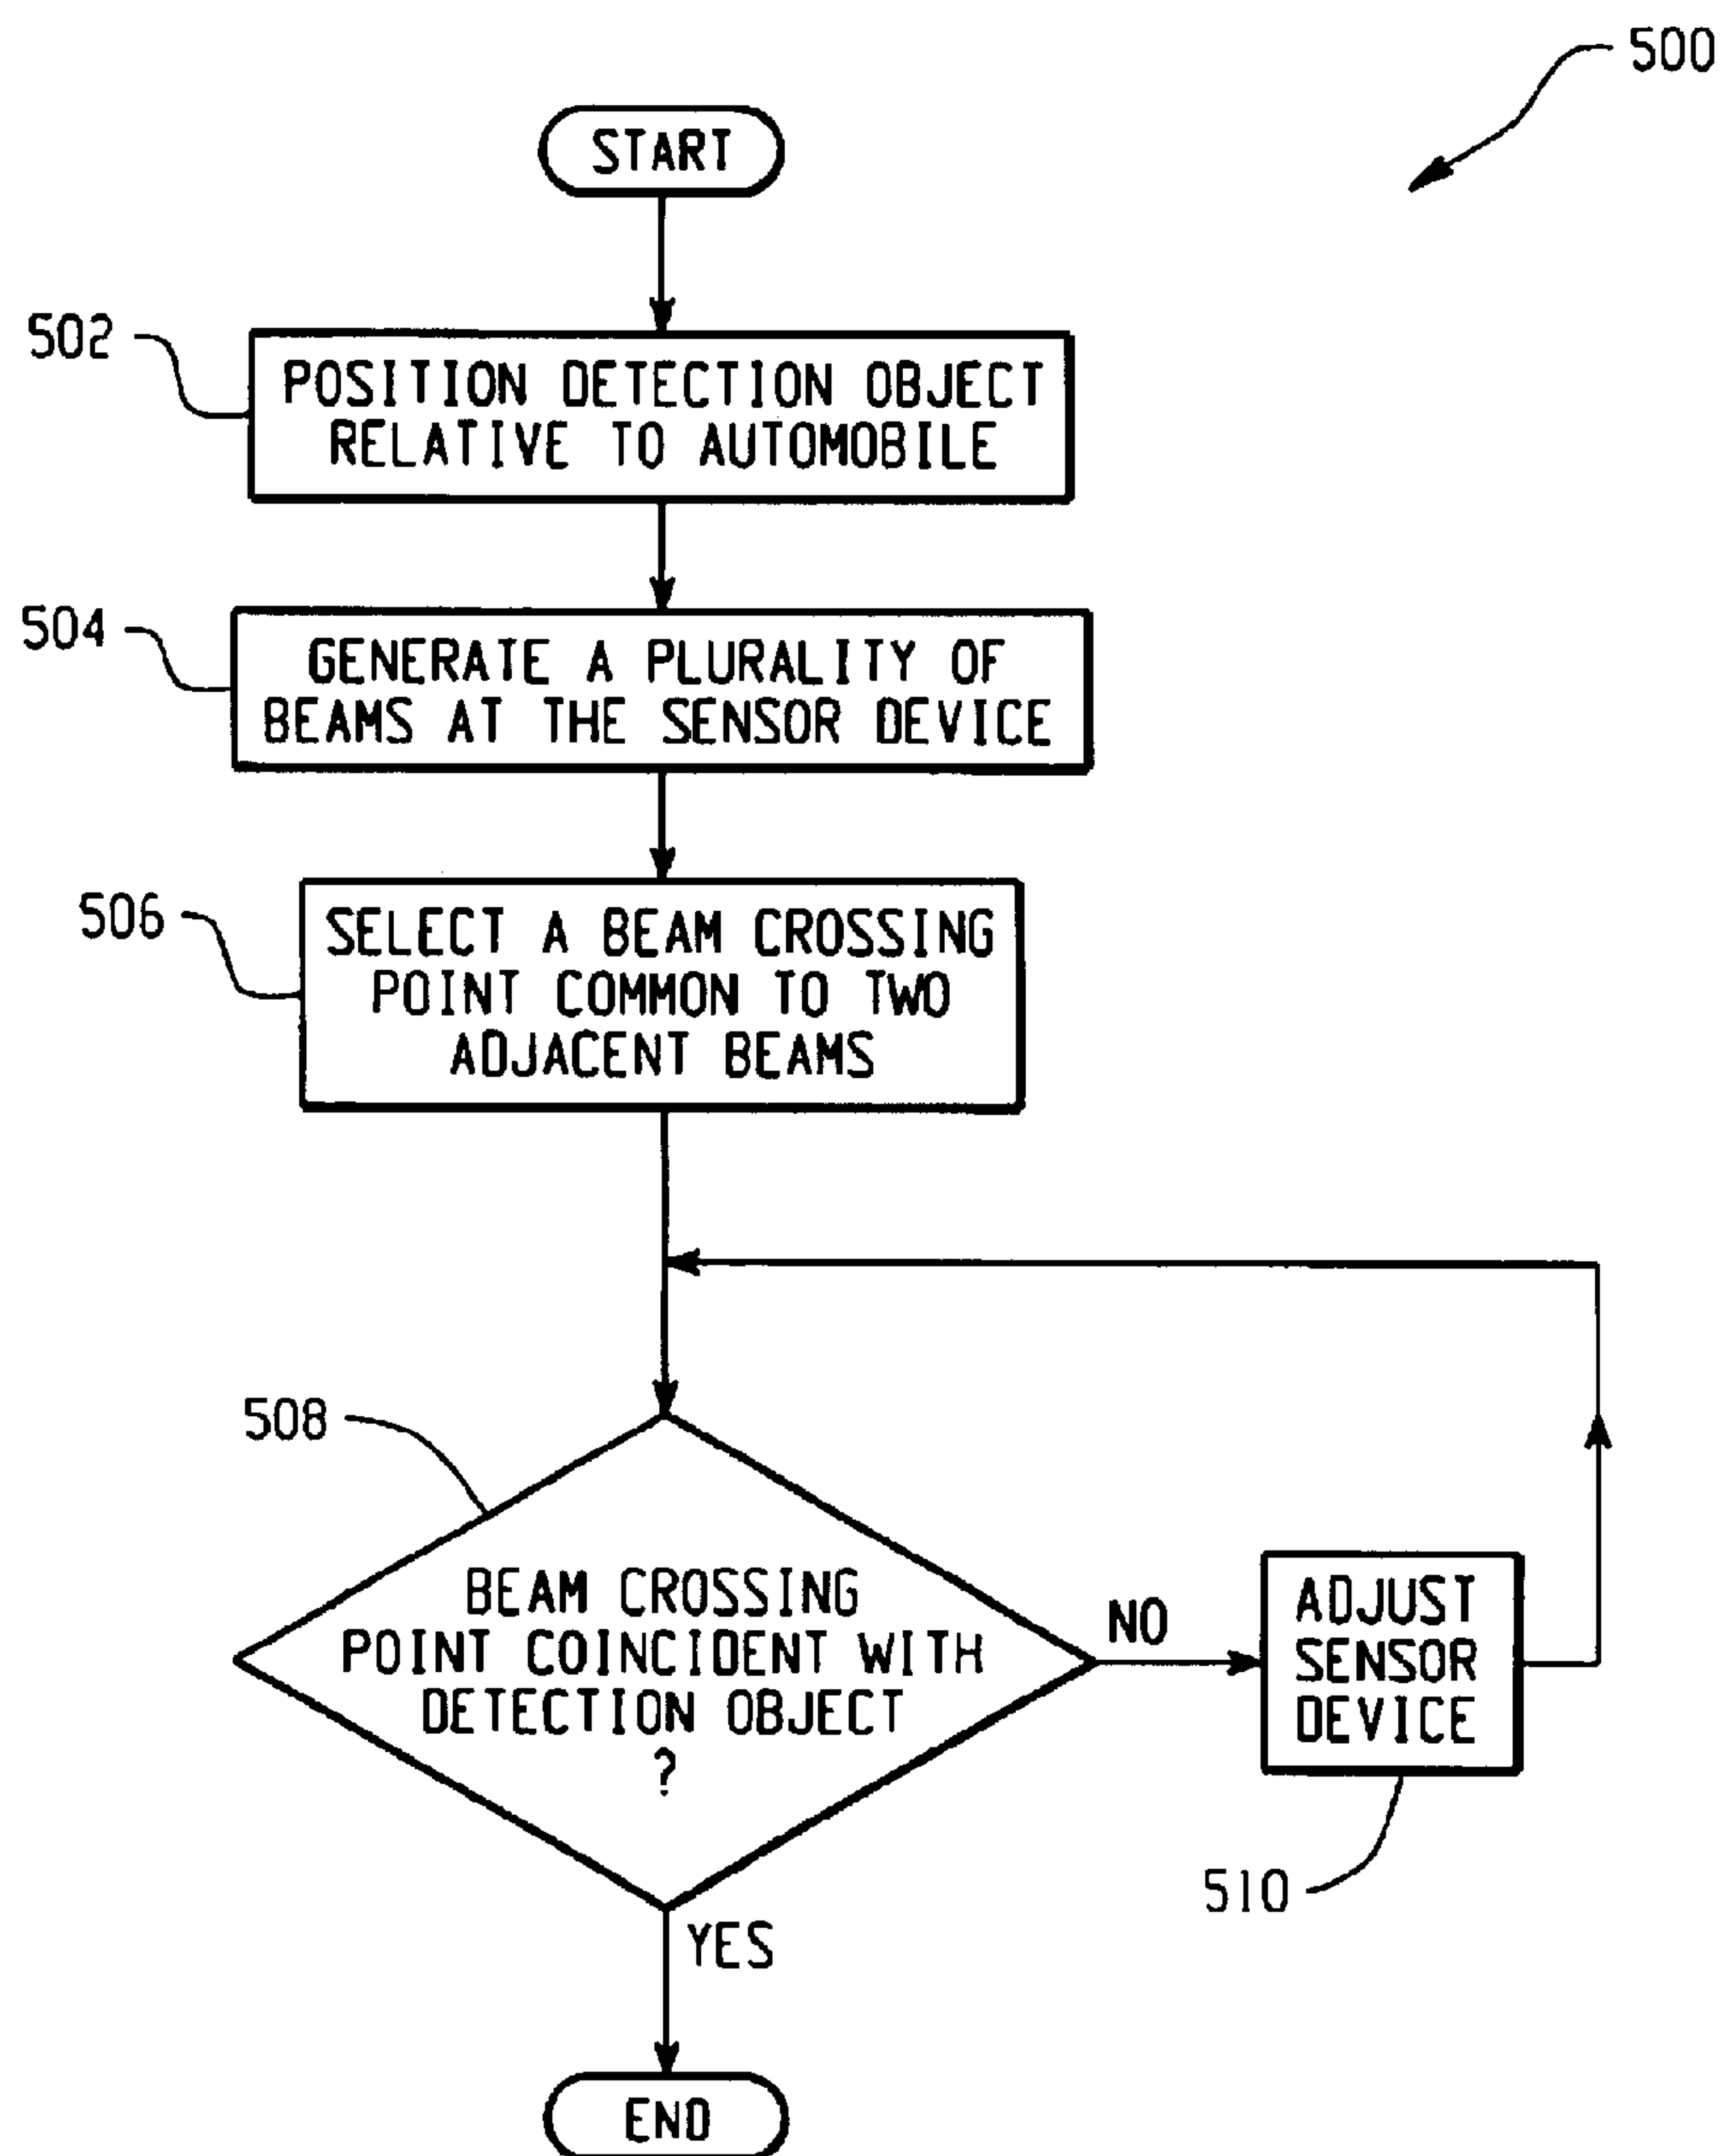 500
START
502
POSITION DETECTION OBJECT
RELATIVE TO AUTOMOBILE
504
GENERATE A PLURALITY OF
BEAMS AT THE SENSOR DEVICE
506
SELECT A BEAM CROSSING
POINT COMMON TO TWO
ADJACENT BEAMS
508
BEAM CROSSING
POINT COINCIDENT WITH
DETECTION OBJECT
?
NO
ADJUST
SENSOR
DEVICE
510
YES
END